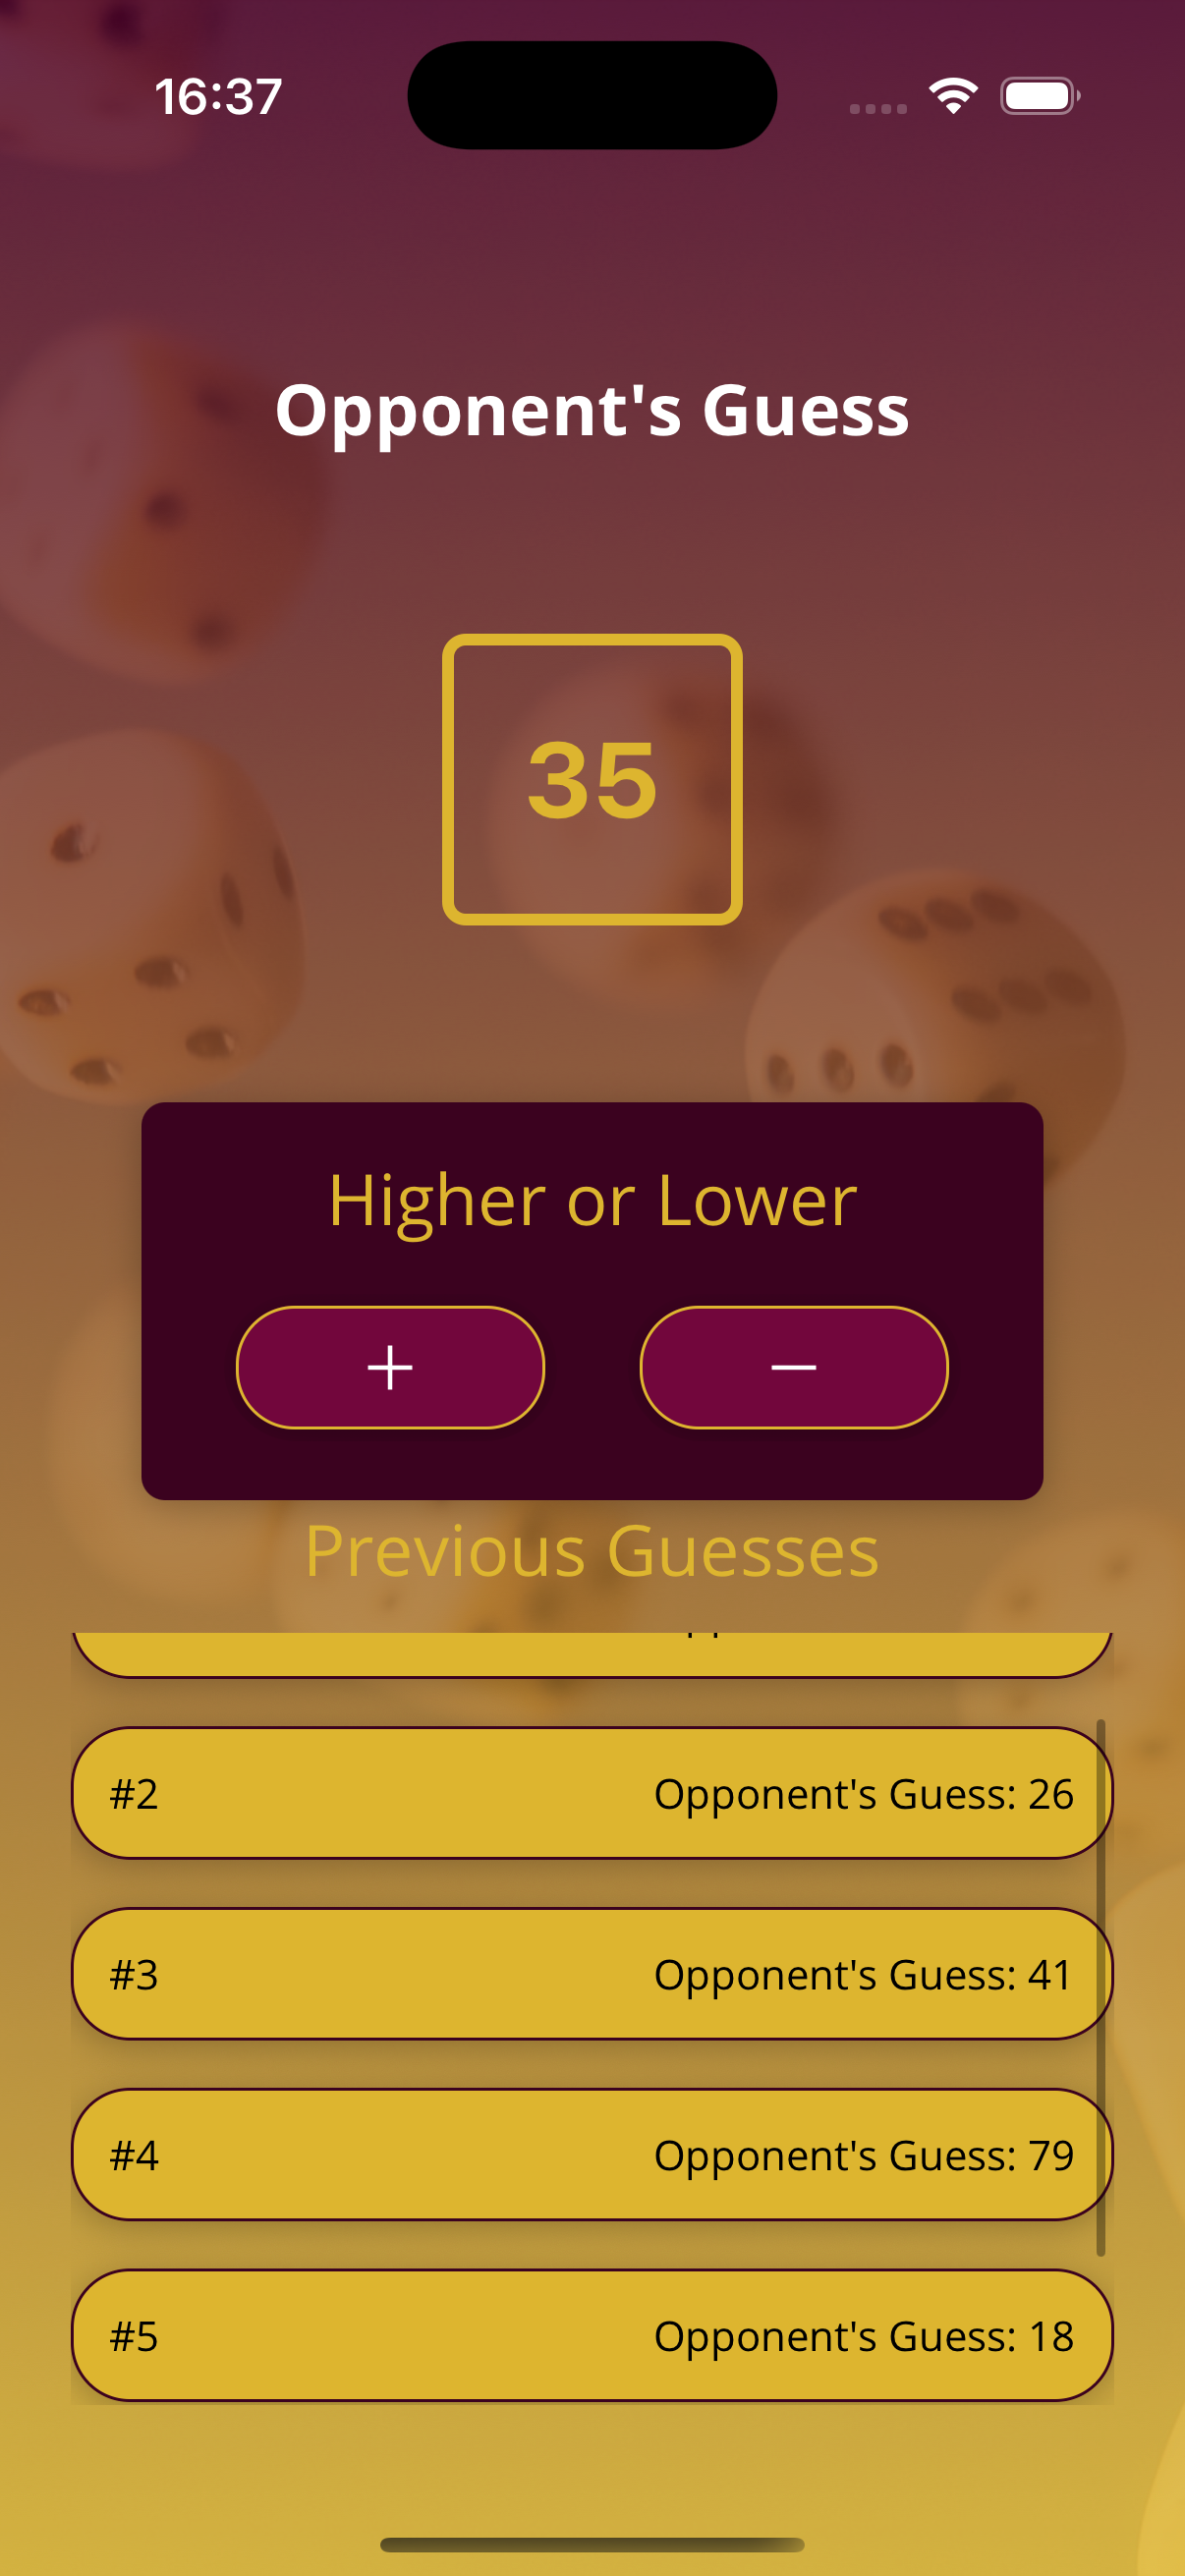 16:37
Opponent's Guess
35
Higher or Lower
+ −
Previous Guesses
#2 Opponent's Guess: 26
#3 Opponent's Guess: 41
#4 Opponent's Guess: 79
#5 Opponent's Guess: 18